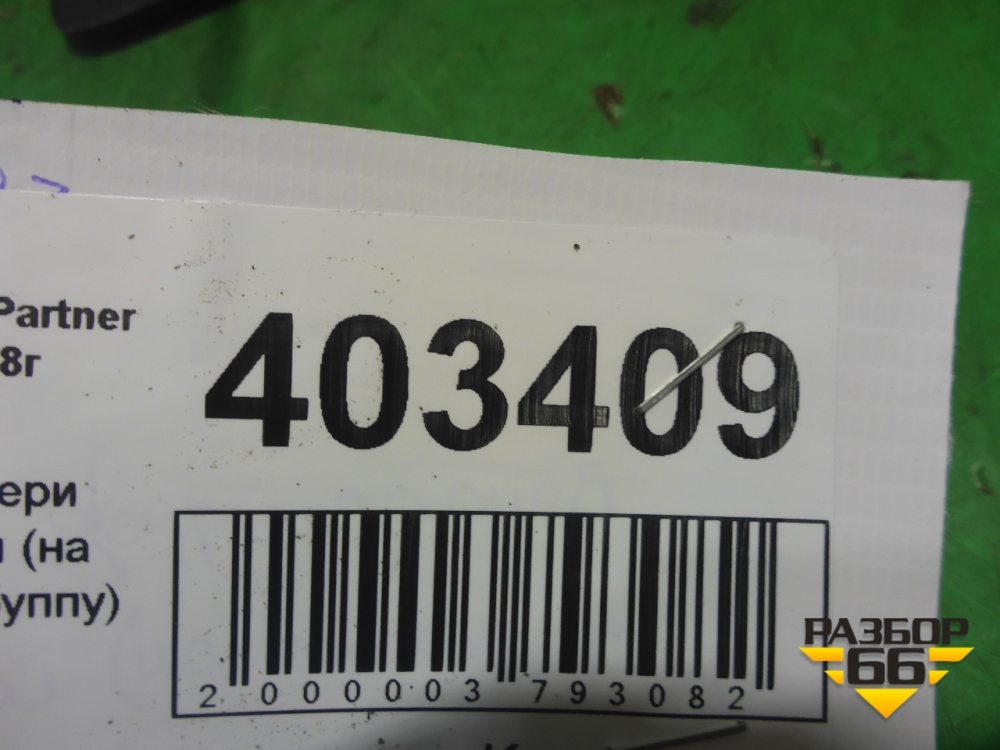 Partner
8г
403409
ери
(на
уппу)
2 000003 793082
РАЗБОР
66